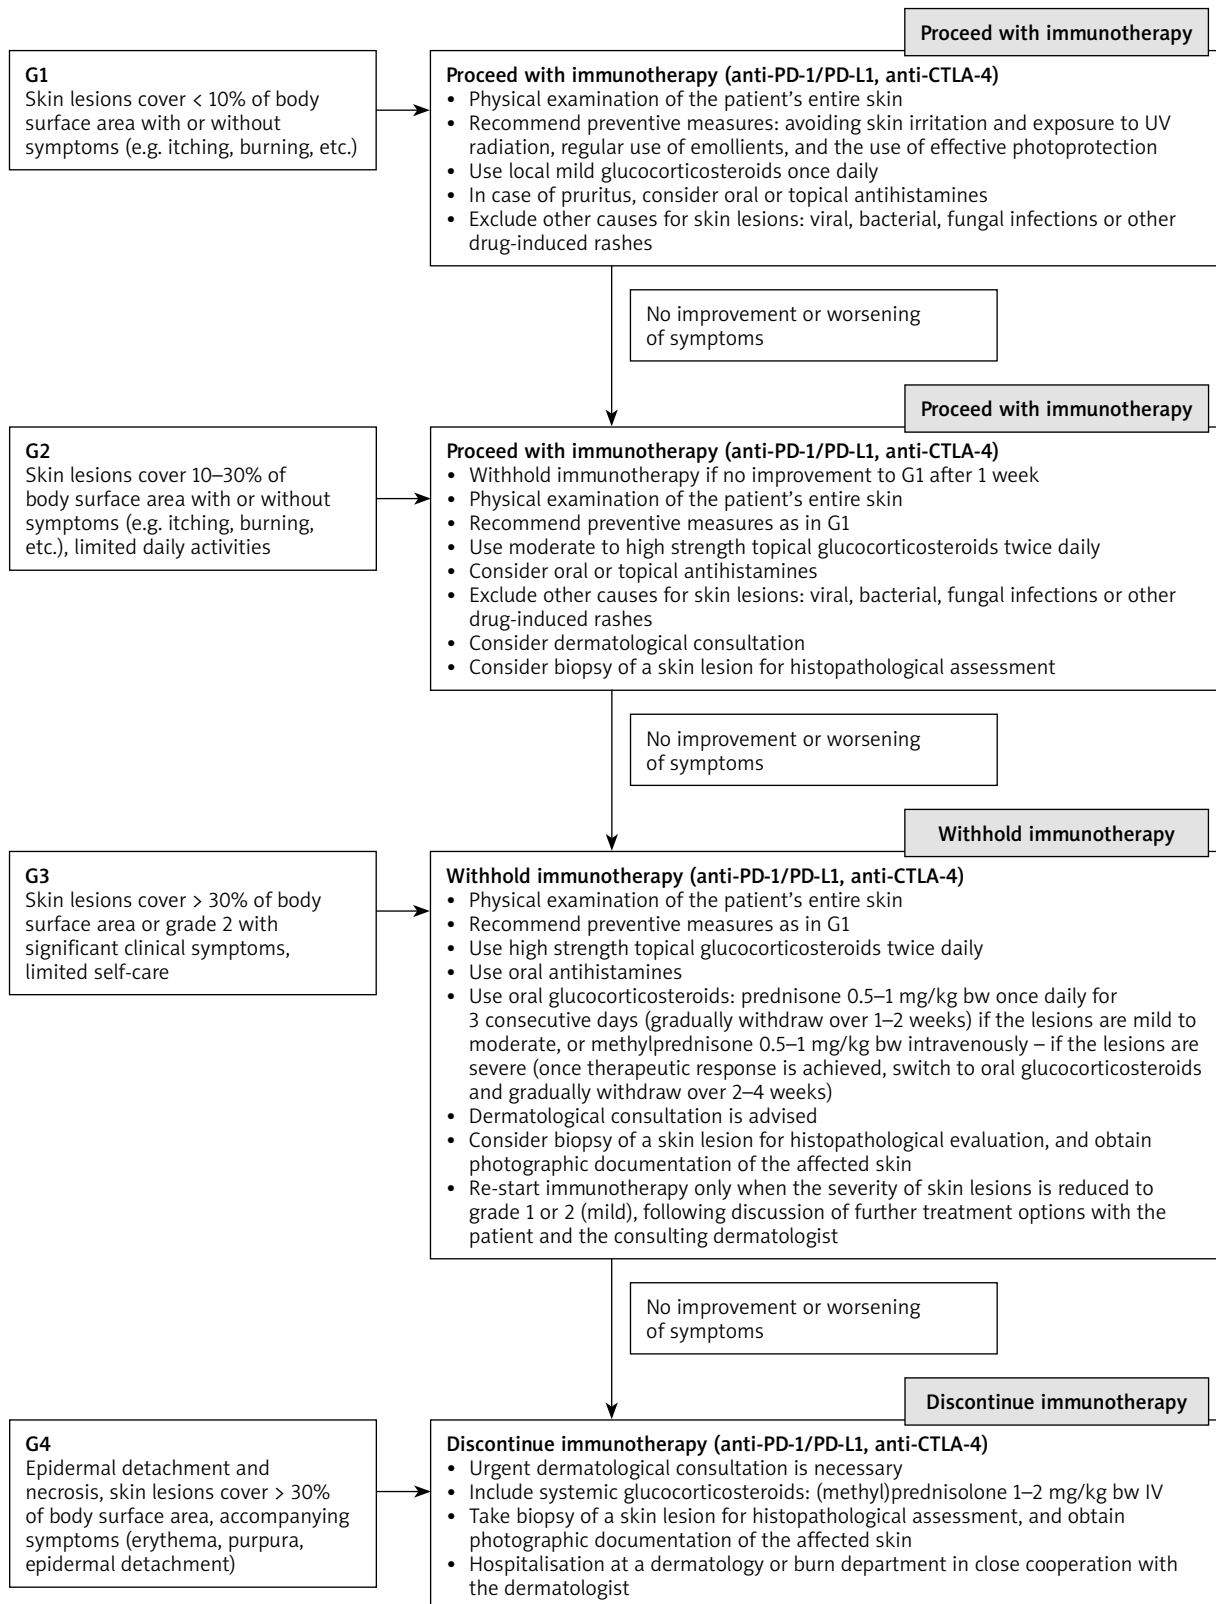 Proceed with immunotherapy
G1
Skin lesions cover < 10% of body
surface area with or without
symptoms (e.g. itching, burning, etc.)
Proceed with immunotherapy (anti-PD-1/PD-L1, anti-CTLA-4)
• Physical examination of the patient's entire skin
• Recommend preventive measures: avoiding skin irritation and exposure to UV
radiation, regular use of emollients, and the use of effective photoprotection
• Use local mild glucocorticosteroids once daily
• In case of pruritus, consider oral or topical antihistamines
• Exclude other causes for skin lesions: viral, bacterial, fungal infections or other
drug-induced rashes
No improvement or worsening
of symptoms
Proceed with immunotherapy
G2
Skin lesions cover 10–30% of
body surface area with or without
symptoms (e.g. itching, burning,
etc.), limited daily activities
Proceed with immunotherapy (anti-PD-1/PD-L1, anti-CTLA-4)
• Withhold immunotherapy if no improvement to G1 after 1 week
• Physical examination of the patient's entire skin
• Recommend preventive measures as in G1
• Use moderate to high strength topical glucocorticosteroids twice daily
• Consider oral or topical antihistamines
• Exclude other causes for skin lesions: viral, bacterial, fungal infections or other
drug-induced rashes
• Consider dermatological consultation
• Consider biopsy of a skin lesion for histopathological assessment
No improvement or worsening
of symptoms
Withhold immunotherapy
G3
Skin lesions cover > 30% of body
surface area or grade 2 with
significant clinical symptoms,
limited self-care
Withhold immunotherapy (anti-PD-1/PD-L1, anti-CTLA-4)
• Physical examination of the patient's entire skin
• Recommend preventive measures as in G1
• Use high strength topical glucocorticosteroids twice daily
• Use oral antihistamines
• Use oral glucocorticosteroids: prednisone 0.5–1 mg/kg bw once daily for
3 consecutive days (gradually withdraw over 1–2 weeks) if the lesions are mild to
moderate, or methylprednisone 0.5–1 mg/kg bw intravenously – if the lesions are
severe (once therapeutic response is achieved, switch to oral glucocorticosteroids
and gradually withdraw over 2–4 weeks)
• Dermatological consultation is advised
• Consider biopsy of a skin lesion for histopathological evaluation, and obtain
photographic documentation of the affected skin
• Re-start immunotherapy only when the severity of skin lesions is reduced to
grade 1 or 2 (mild), following discussion of further treatment options with the
patient and the consulting dermatologist
No improvement or worsening
of symptoms
Discontinue immunotherapy
G4
Epidermal detachment and
necrosis, skin lesions cover > 30%
of body surface area, accompanying
symptoms (erythema, purpura,
epidermal detachment)
Discontinue immunotherapy (anti-PD-1/PD-L1, anti-CTLA-4)
• Urgent dermatological consultation is necessary
• Include systemic glucocorticosteroids: (methyl)prednisolone 1–2 mg/kg bw IV
• Take biopsy of a skin lesion for histopathological assessment, and obtain
photographic documentation of the affected skin
• Hospitalisation at a dermatology or burn department in close cooperation with
the dermatologist